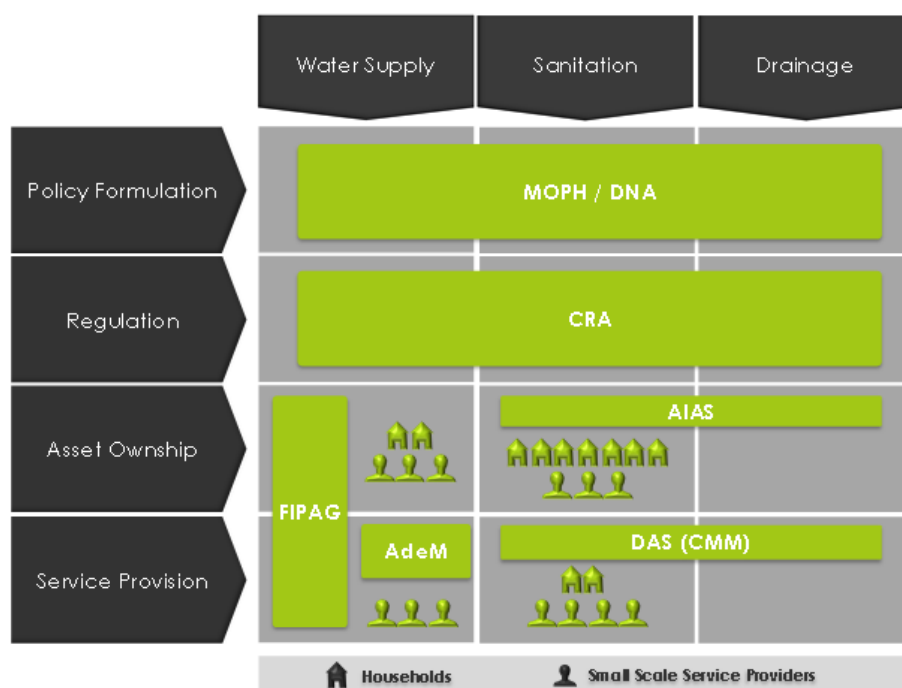 Water Supply
Sanitation
Drainage
Policy Formulation
MOPH / DNA
Regulation
CRA
Asset Ownship
AIAS
FIPAG
Service Provision
AdeM
DAS (CMM)
Households
Small Scale Service Providers